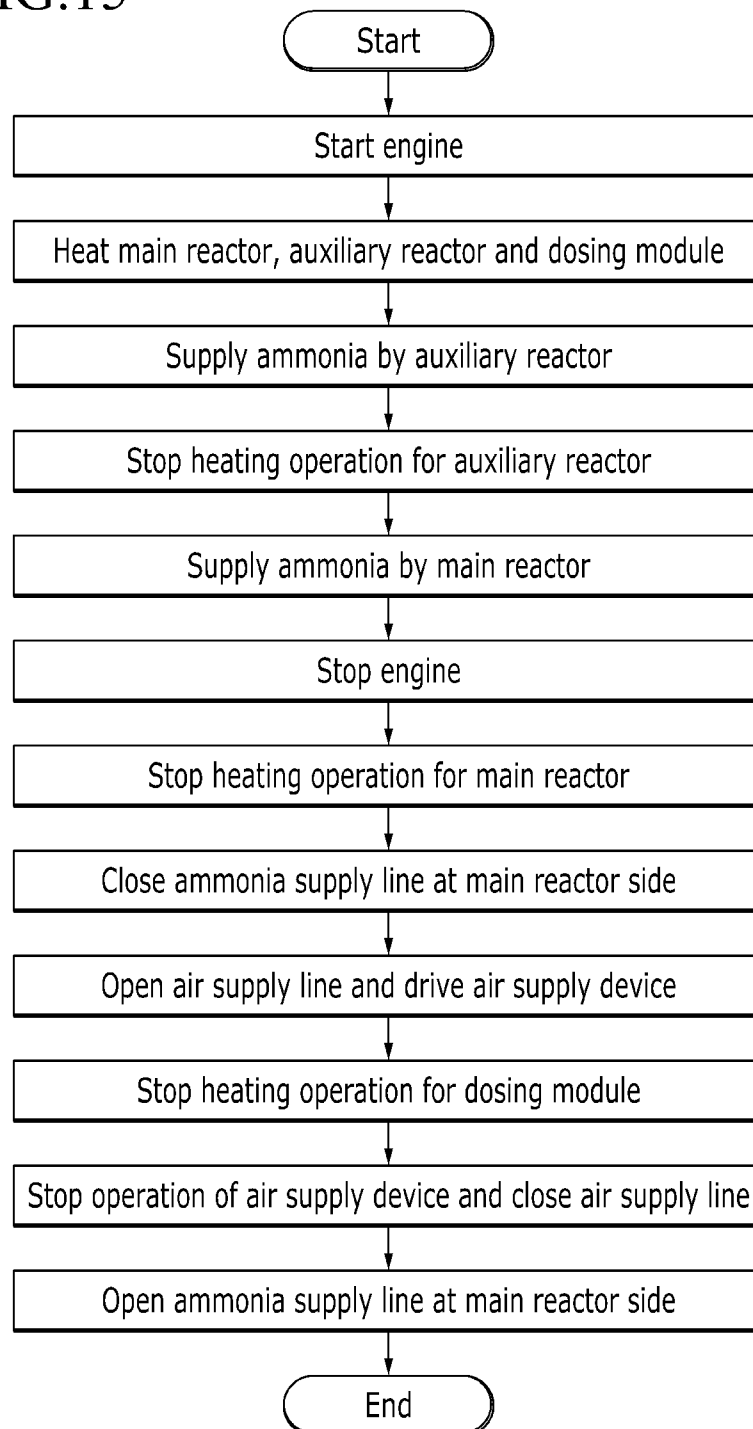 IG.15
Start
Start engine
Heat main reactor, auxiliary reactor and dosing module
Supply ammonia by auxiliary reactor
Stop heating operation for auxiliary reactor
Supply ammonia by main reactor
Stop engine
Stop heating operation for main reactor
Close ammonia supply line at main reactor side
Open air supply line and drive air supply device
Stop heating operation for dosing module
Stop operation of air supply device and close air supply line
Open ammonia supply line at main reactor side
End